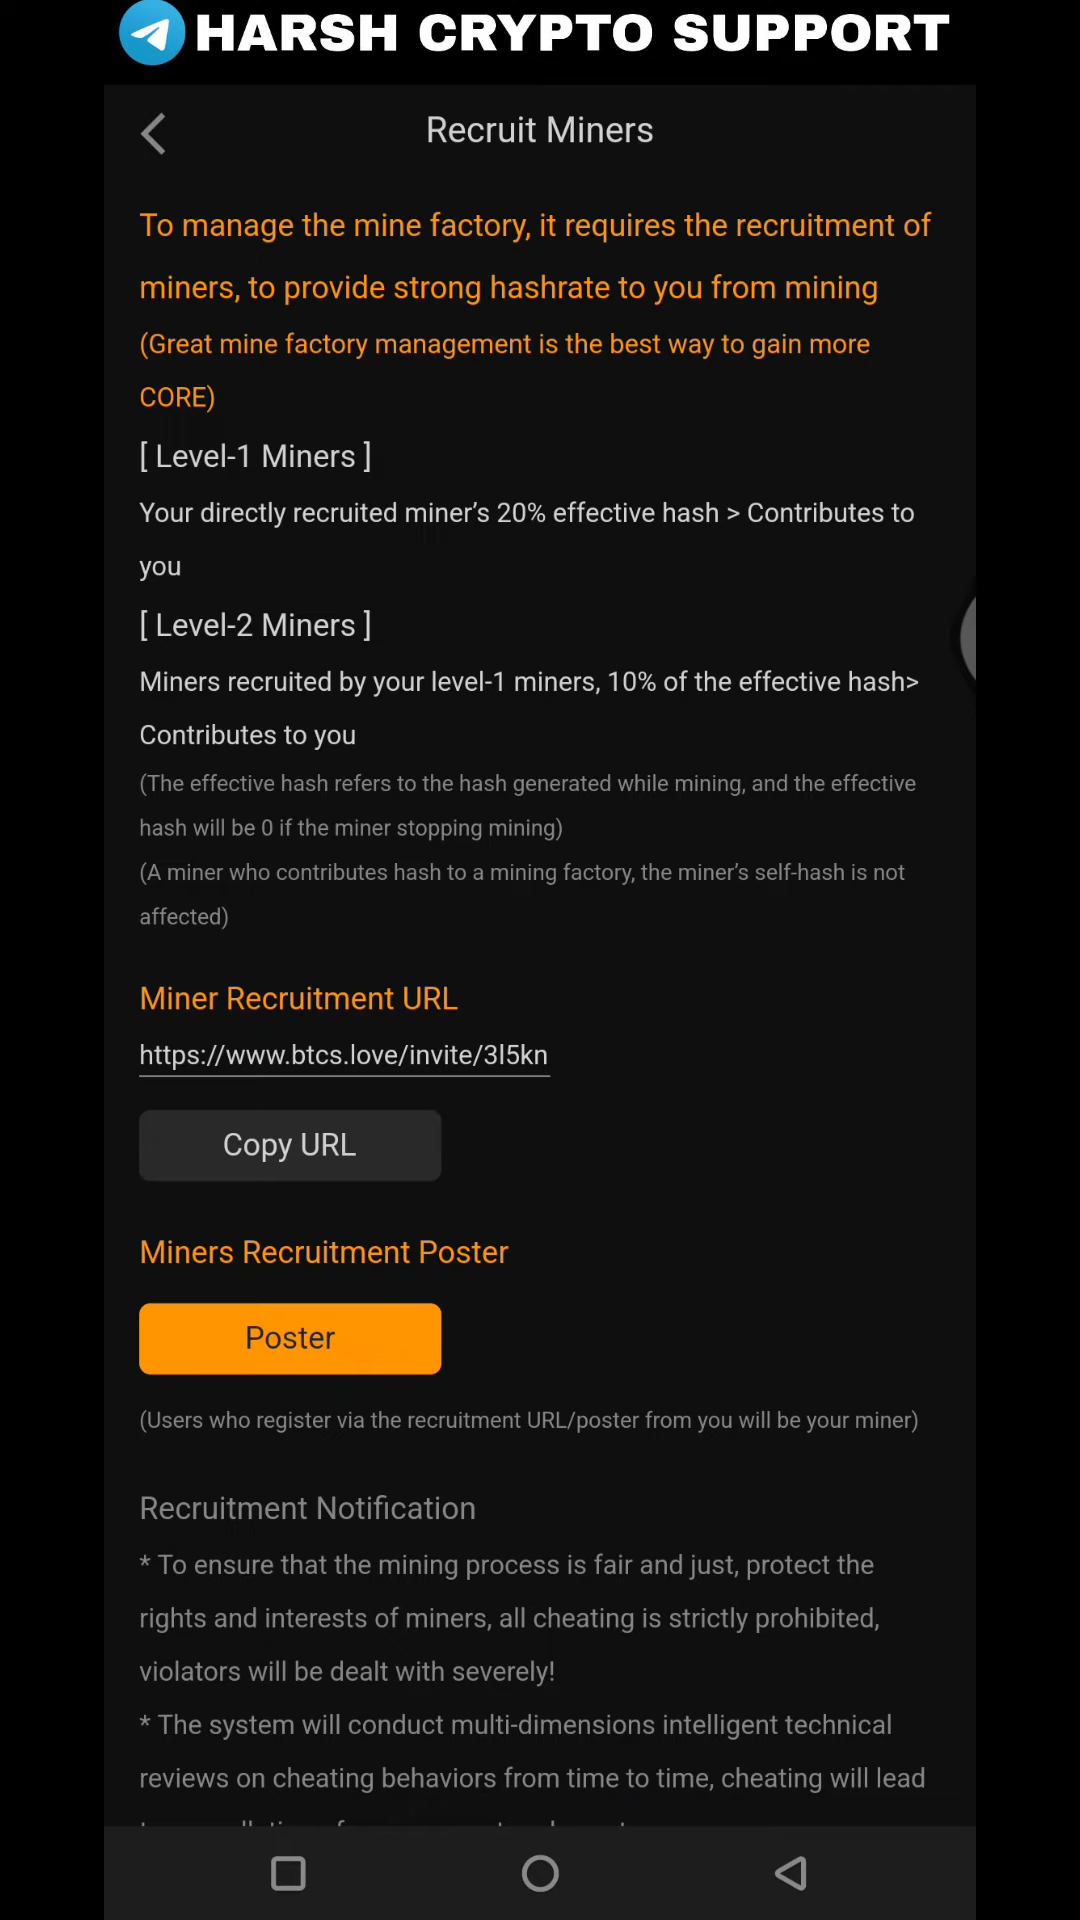 HARSH CRYPTO SUPPORT
Recruit Miners
To manage the mine factory, it requires the recruitment of
miners, to provide strong hashrate to you from mining
(Great mine factory management is the best way to gain more
CORE)
[ Level-1 Miners ]
Your directly recruited miner’s 20% effective hash > Contributes to
you
[ Level-2 Miners ]
Miners recruited by your level-1 miners, 10% of the effective hash>
Contributes to you
(The effective hash refers to the hash generated while mining, and the effective
hash will be 0 if the miner stopping mining)
(A miner who contributes hash to a mining factory, the miner’s self-hash is not
affected)
Miner Recruitment URL
https://www.btcs.love/invite/3l5kn
Copy URL
Miners Recruitment Poster
Poster
(Users who register via the recruitment URL/poster from you will be your miner)
Recruitment Notification
* To ensure that the mining process is fair and just, protect the
rights and interests of miners, all cheating is strictly prohibited,
violators will be dealt with severely!
* The system will conduct multi-dimensions intelligent technical
reviews on cheating behaviors from time to time, cheating will lead